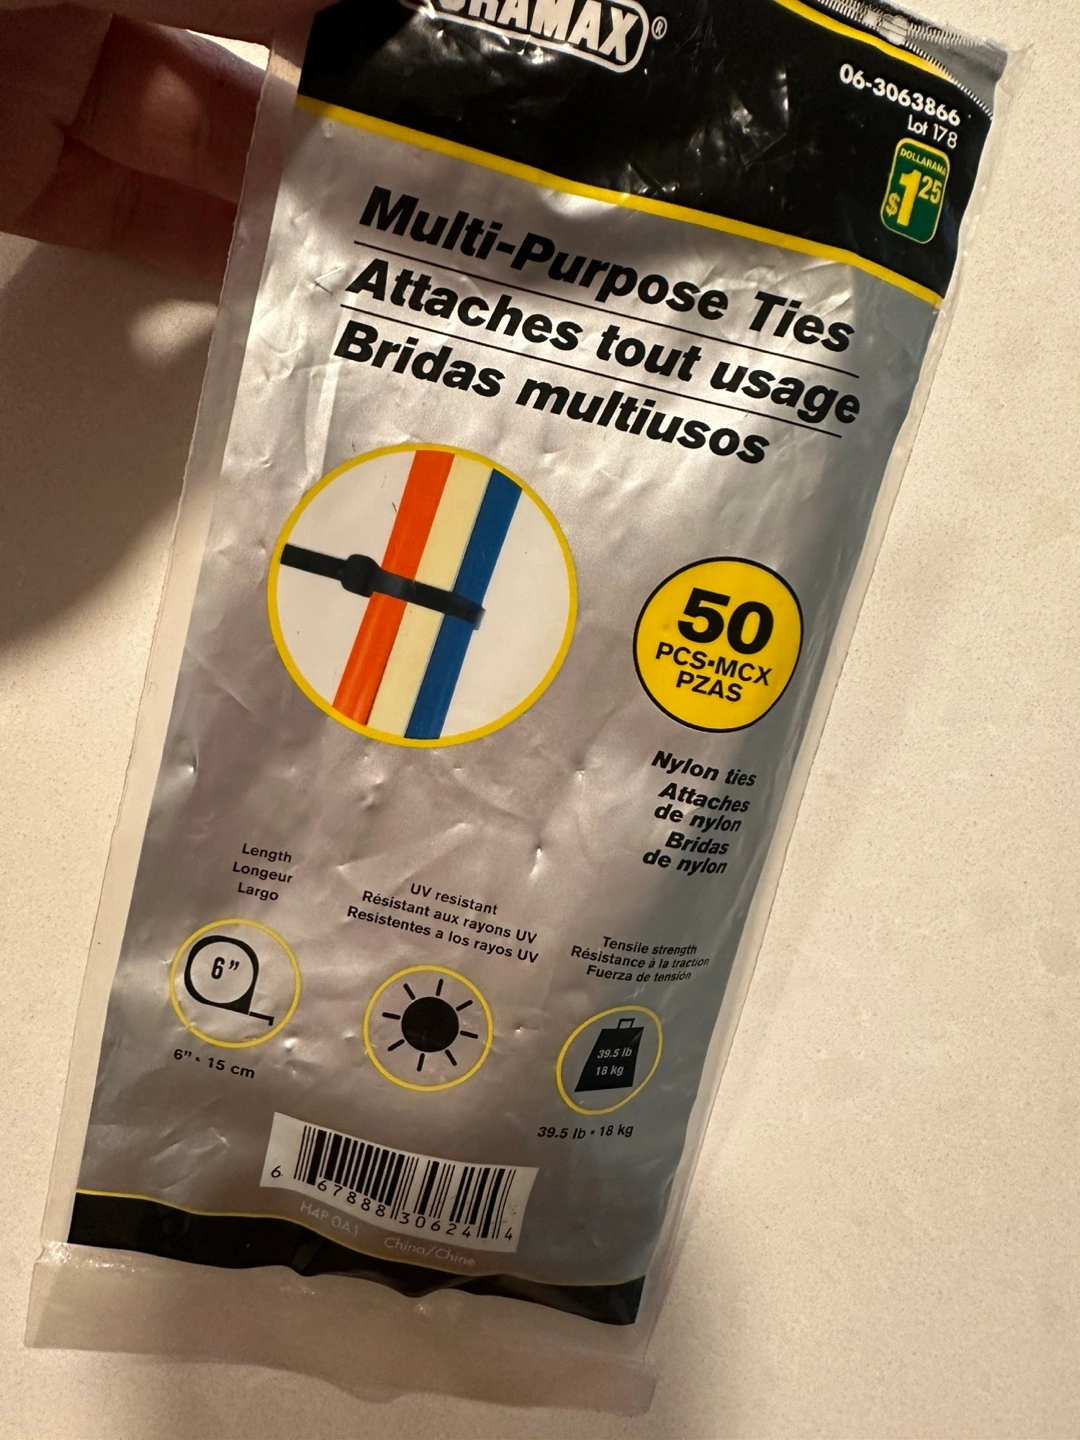 RAMAX®
06-3063866
Lot 178
DOLLARAMA
$1 25
Multi-Purpose Ties
Attaches tout usage
Bridas multiusos
50
PCS•MCX
PZAS
Nylon ties
Attaches
de nylon
Bridas
de nylon
Length
Longeur
Largo
6”
6” • 15 cm
UV resistant
Résistant aux rayons UV
Resistentes a los rayos UV
Tensile strength
Résistance à la traction
Fuerza de tensión
39.5 lb
18 kg
39.5 lb • 18 kg
6 67888 30624 4
H4P 0A1
China/Chine